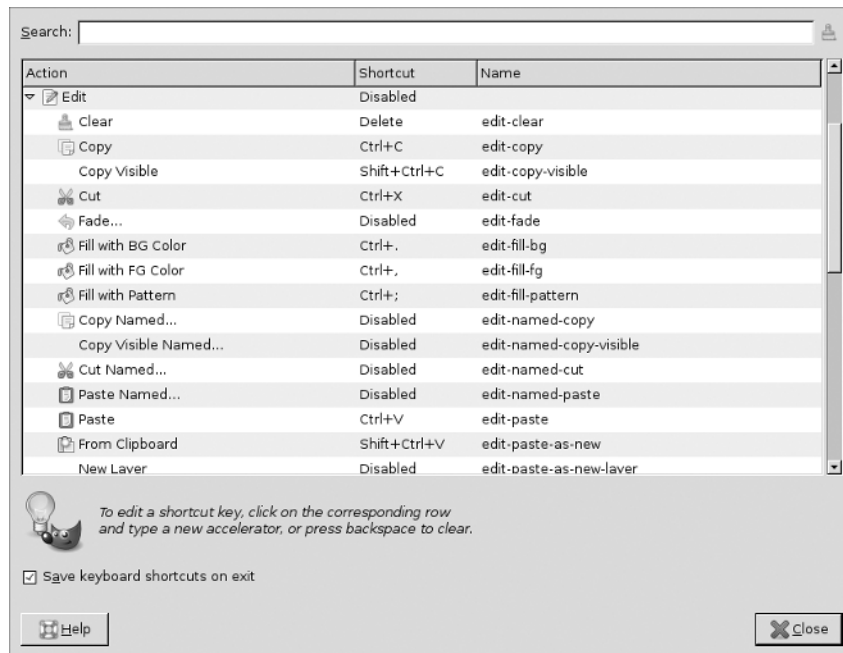 Search:
Action Shortcut Name
Edit Disabled
Clear Delete edit-clear
Copy Ctrl+C edit-copy
Copy Visible Shift+Ctrl+C edit-copy-visible
Cut Ctrl+X edit-cut
Fade... Disabled edit-fade
Fill with BG Color Ctrl+. edit-fill-bg
Fill with FG Color Ctrl+, edit-fill-fg
Fill with Pattern Ctrl+; edit-fill-pattern
Copy Named... Disabled edit-named-copy
Copy Visible Named... Disabled edit-named-copy-visible
Cut Named... Disabled edit-named-cut
Paste Named... Disabled edit-named-paste
Paste Ctrl+V edit-paste
From Clipboard Shift+Ctrl+V edit-paste-as-new
New Layer Disabled edit-paste-as-new-layer
To edit a shortcut key, click on the corresponding row
and type a new accelerator, or press backspace to clear.
Save keyboard shortcuts on exit
Help Close